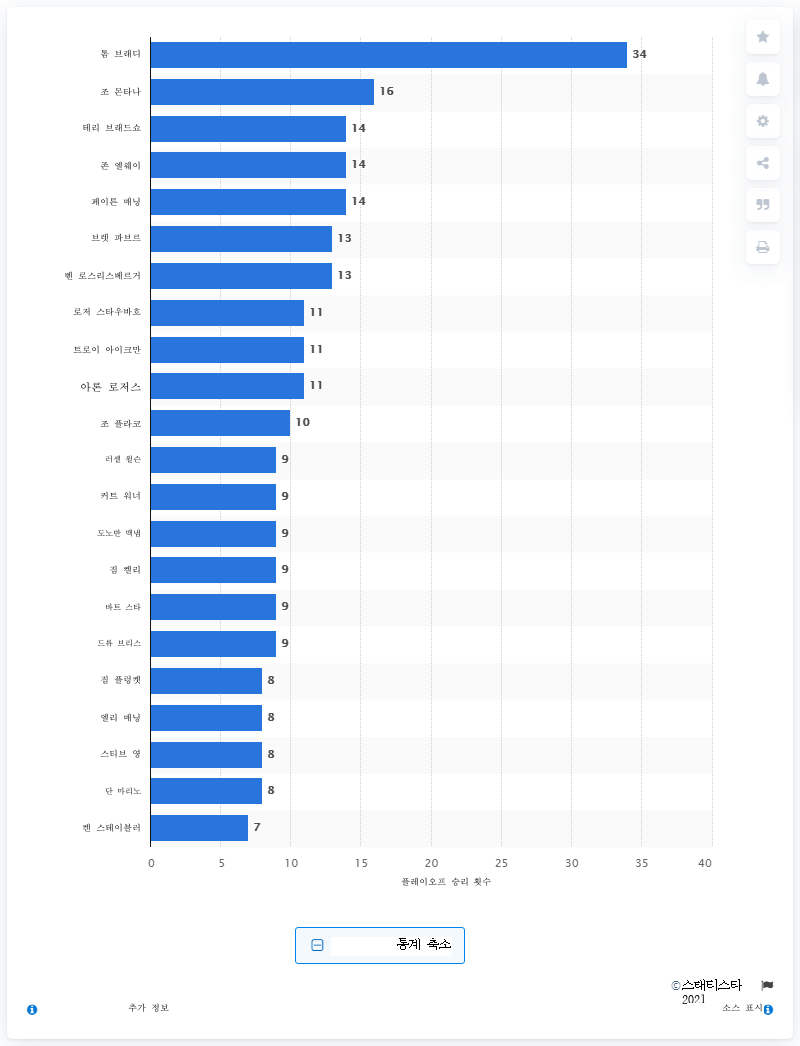 톰 브래디 34
조 몬타나 16
테리 브래드쇼 14
존 엘웨이 14
페이튼 매닝 14
브렛 파브르 13
벤 로스리스베르거 13
로저 스타우바흐 11
트로이 아이크만 11
아론 로저스 11
조 플라코 10
러셀 윌슨 9
커트 워너 9
도노반 맥냅 9
짐 켈리 9
바트 스타 9
드류 브리스 9
짐 플렁켓 8
엘리 매닝 8
스티브 영 8
단 마리노 8
켄 스테이블러 7
0 5 10 15 20 25 30 35 40
플레이오프 승리 횟수
통계 축소
©스태티스타
2021
추가 정보 소스 표시